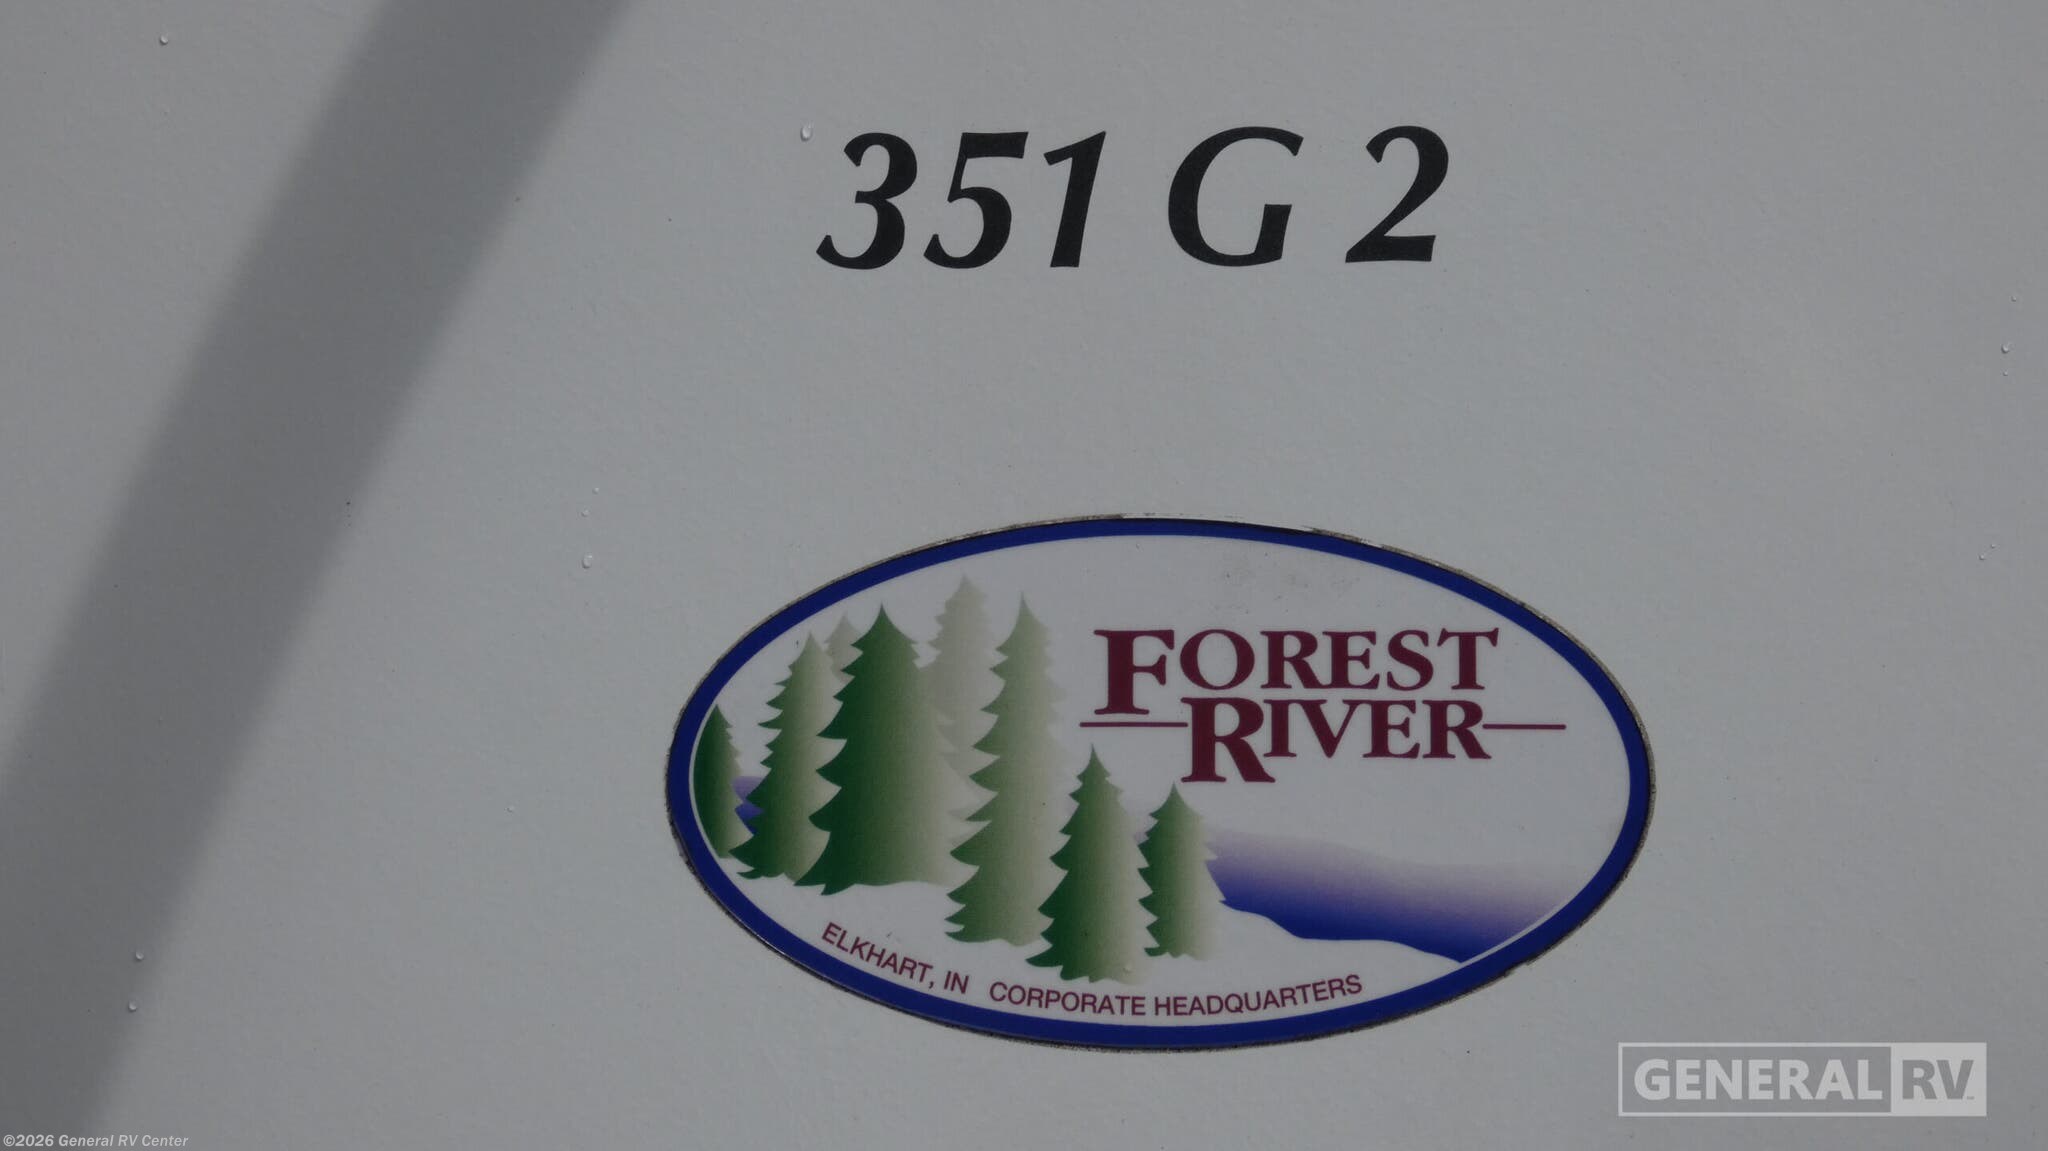 351 G 2
FOREST
RIVER
ELKHART, IN CORPORATE HEADQUARTERS
GENERAL RV
©2026 General RV Center